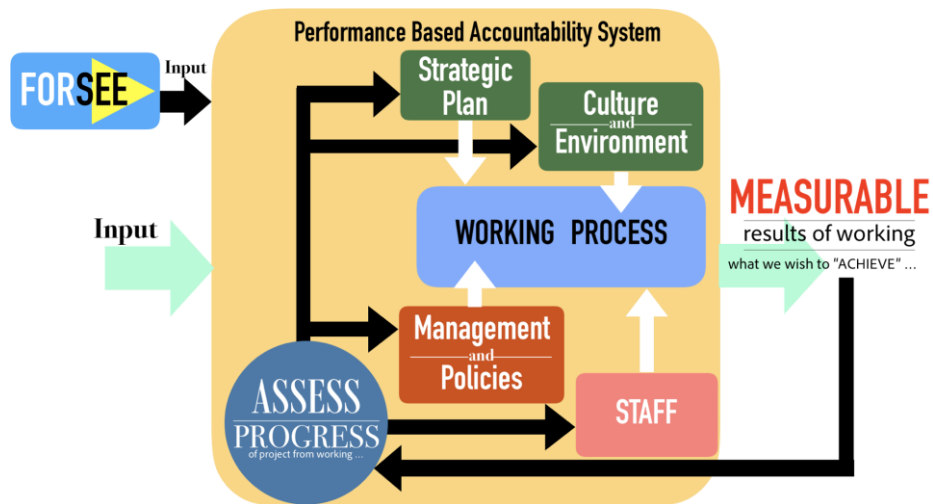 Performance Based Accountability System
FORSEE
Input
Strategic
Plan
Culture
and
Environment
Input
WORKING PROCESS
MEASURABLE
results of working
what we wish to "ACHIEVE" ...
Management
and
Policies
ASSESS
PROGRESS
of project from working ...
STAFF